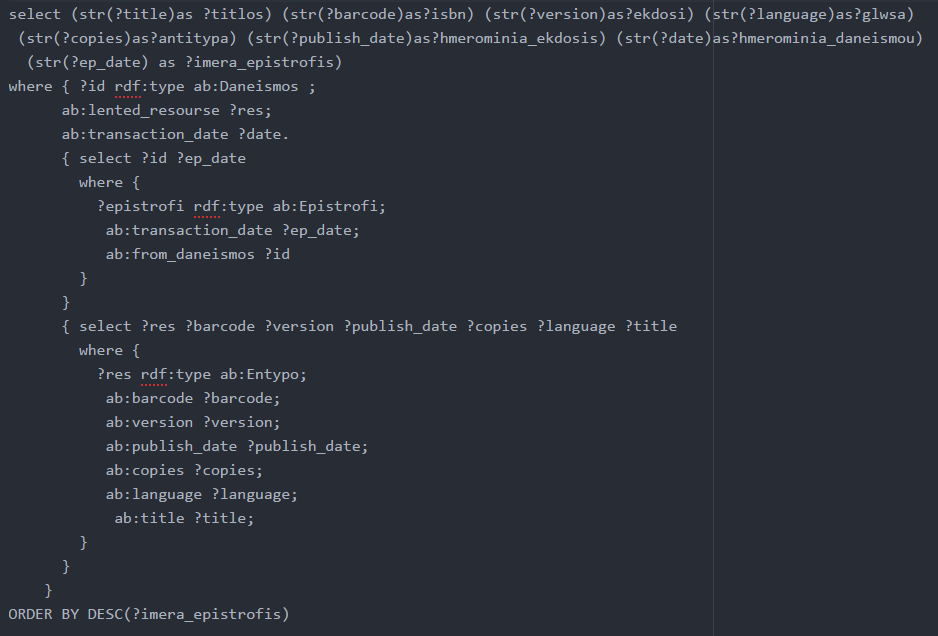 select (str(?title)as ?titlos) (str(?barcode)as?isbn) (str(?version)as?ekdosi) (str(?language)as?glwsa)
(str(?copies)as?antitypa) (str(?publish_date)as?hmerominia_ekdosis) (str(?date)as?hmerominia_daneismou)
(str(?ep_date) as ?imera_epistrofis)
where { ?id rdf:type ab:Daneismos ;
ab:lented_resourse ?res;
ab:transaction_date ?date.
{ select ?id ?ep_date
where {
?epistrofi rdf:type ab:Epistrofi;
ab:transaction_date ?ep_date;
ab:from_daneismos ?id
}
}
{ select ?res ?barcode ?version ?publish_date ?copies ?language ?title
where {
?res rdf:type ab:Entypo;
ab:barcode ?barcode;
ab:version ?version;
ab:publish_date ?publish_date;
ab:copies ?copies;
ab:language ?language;
ab:title ?title;
}
}
}
ORDER BY DESC(?imera_epistrofis)